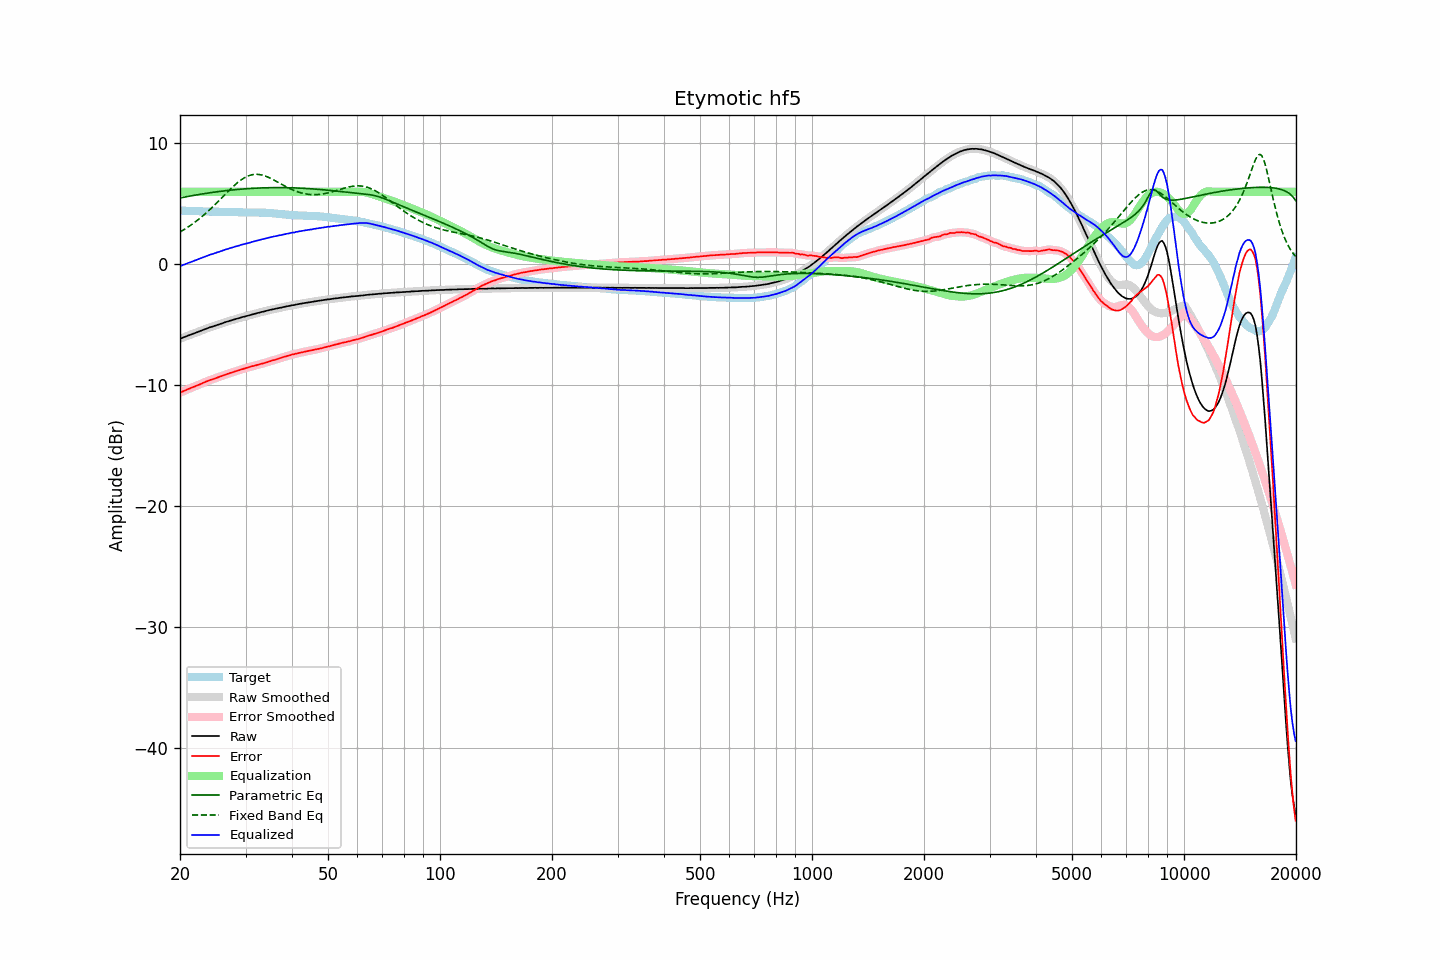 Etymotic hf5
10
0
−10
−20
−30
−40
Amplitude (dBr)
Target
Raw Smoothed
Error Smoothed
Raw
Error
Equalization
Parametric Eq
Fixed Band Eq
Equalized
20
50
100
200
500
1000
2000
5000
10000
20000
Frequency (Hz)